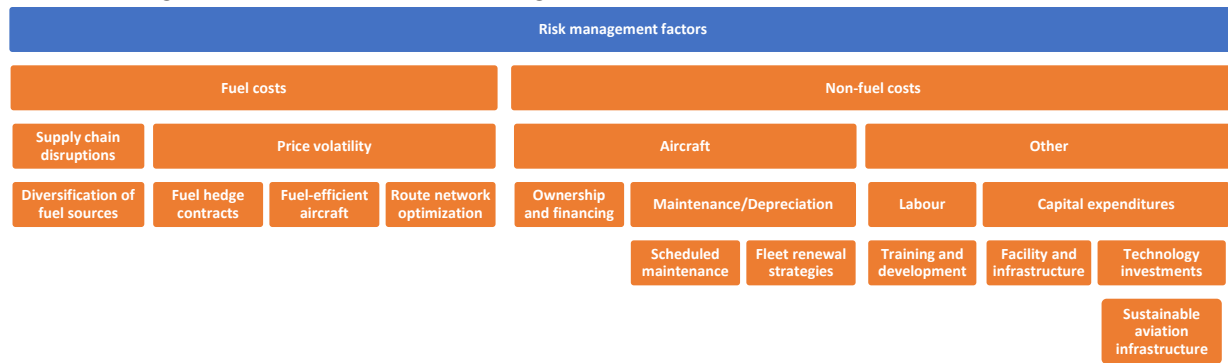 Risk management factors
Fuel costs
Non-fuel costs
Supply chain
disruptions
Price volatility
Aircraft
Other
Diversification of
fuel sources
Fuel hedge
contracts
Fuel-efficient
aircraft
Route network
optimization
Ownership
and financing
Maintenance/Depreciation
Labour
Capital expenditures
Scheduled
maintenance
Fleet renewal
strategies
Training and
development
Facility and
infrastructure
Technology
investments
Sustainable
aviation
infrastructure